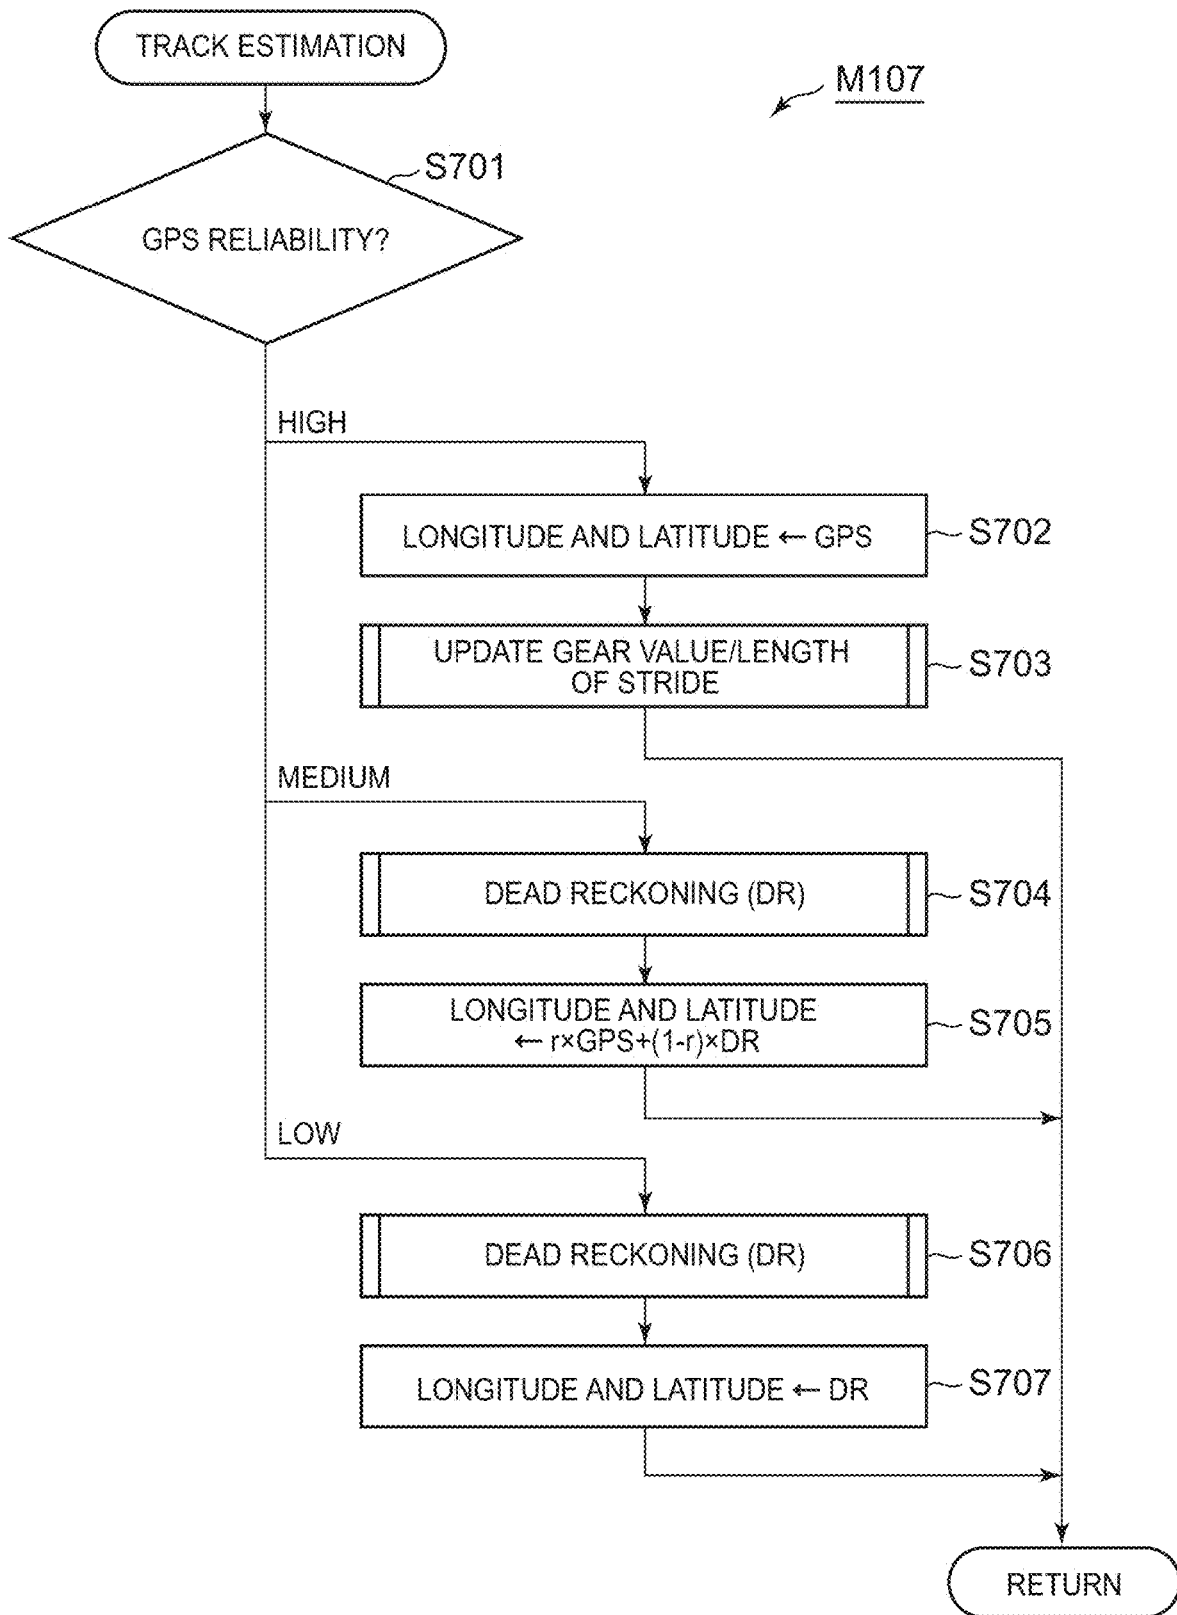 TRACK ESTIMATION
M107
S701
GPS RELIABILITY?
HIGH
LONGITUDE AND LATITUDE ← GPS
S702
UPDATE GEAR VALUE/LENGTH
OF STRIDE
S703
MEDIUM
DEAD RECKONING (DR)
S704
LONGITUDE AND LATITUDE
← r×GPS+(1-r)×DR
S705
LOW
DEAD RECKONING (DR)
S706
LONGITUDE AND LATITUDE ← DR
S707
RETURN